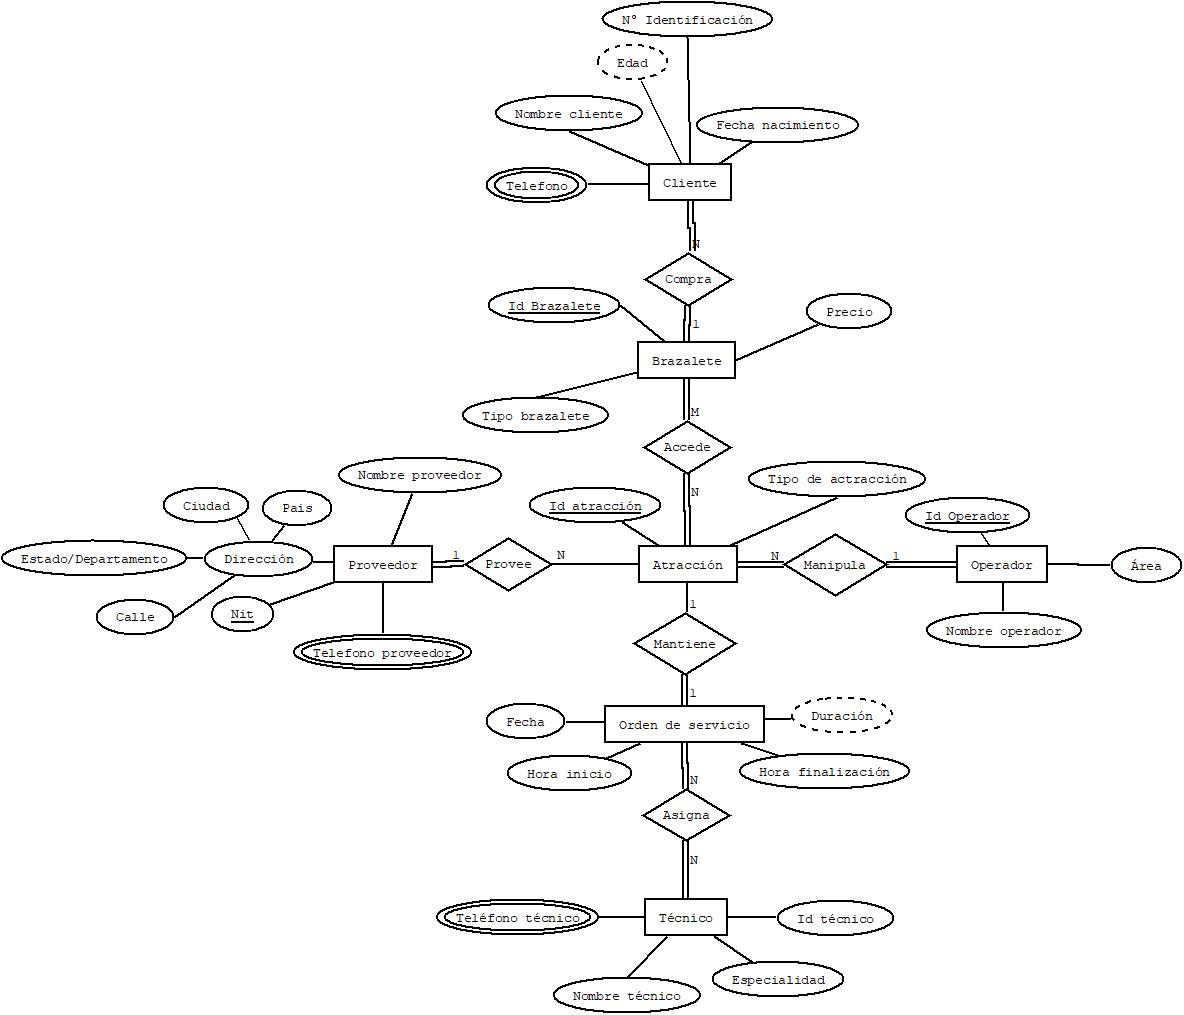 N° Identificación
Edad
Nombre cliente
Fecha nacimiento
Telefono
Cliente
N
Compra
Id Brazalete
Precio
1
Brazalete
Tipo brazalete
M
Accede
Nombre proveedor
Tipo de actracción
N
Ciudad
Pais
Id atracción
Id Operador
Estado/Departamento
Dirección
Proveedor
1
Provee
N
Atracción
N
Manipula
1
Operador
Área
Calle
Nit
1
Nombre operador
Telefono proveedor
Mantiene
1
Fecha
Orden de servicio
Duración
Hora inicio
Hora finalización
N
Asigna
N
Teléfono técnico
Técnico
Id técnico
Especialidad
Nombre técnico